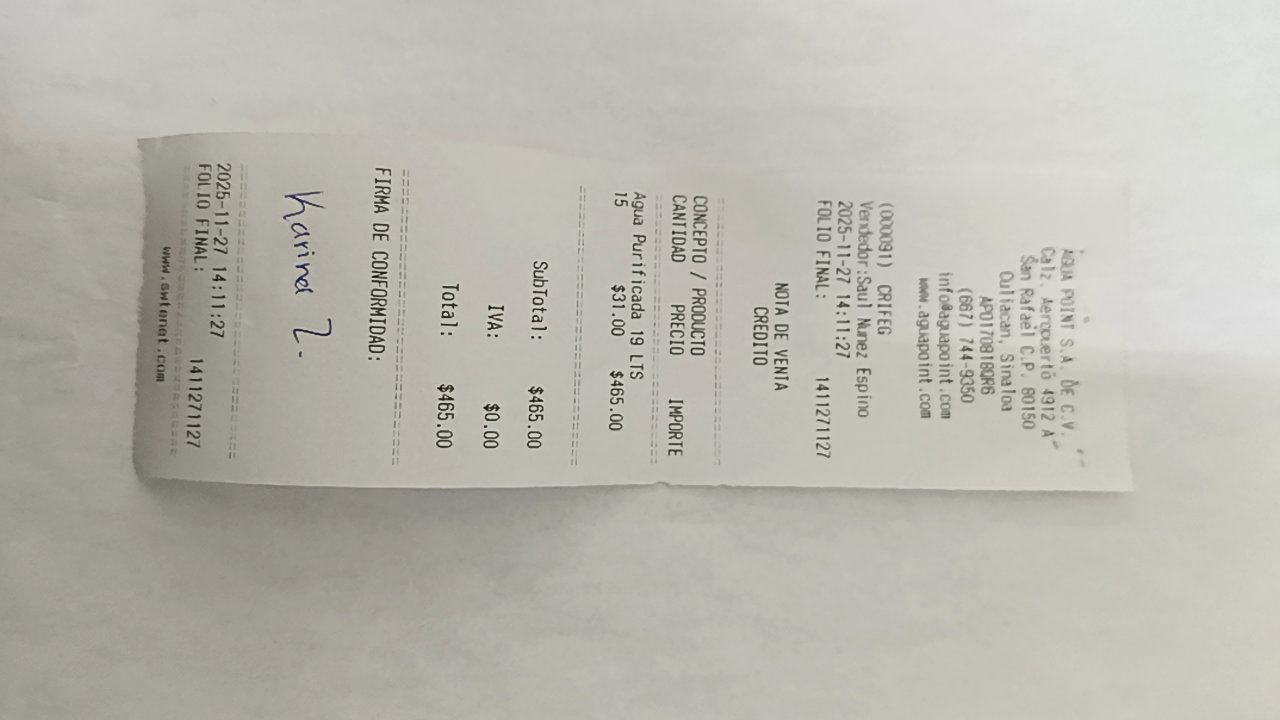 AGUA POINT S.A. DE C.V.
Calz. Aeropuerto 4912 A
San Rafael C.P. 80150
Culiacan, Sinaloa
APO170818QR6
(667) 744-9350
info@aguapoint.com
www.aguapoint.com
(000091) CRIFEG
Vendedor:Saul Nunez Espino
2025-11-27 14:11:27
FOLIO FINAL: 1411271127
NOTA DE VENTA
CREDITO
CONCEPTO / PRODUCTO
CANTIDAD PRECIO IMPORTE
Agua Purificada 19 LTS
15 $31.00 $465.00
SubTotal: $465.00
IVA: $0.00
Total: $465.00
FIRMA DE CONFORMIDAD:
Karina Z.
2025-11-27 14:11:27
FOLIO FINAL: 1411271127
www.swtenat.com